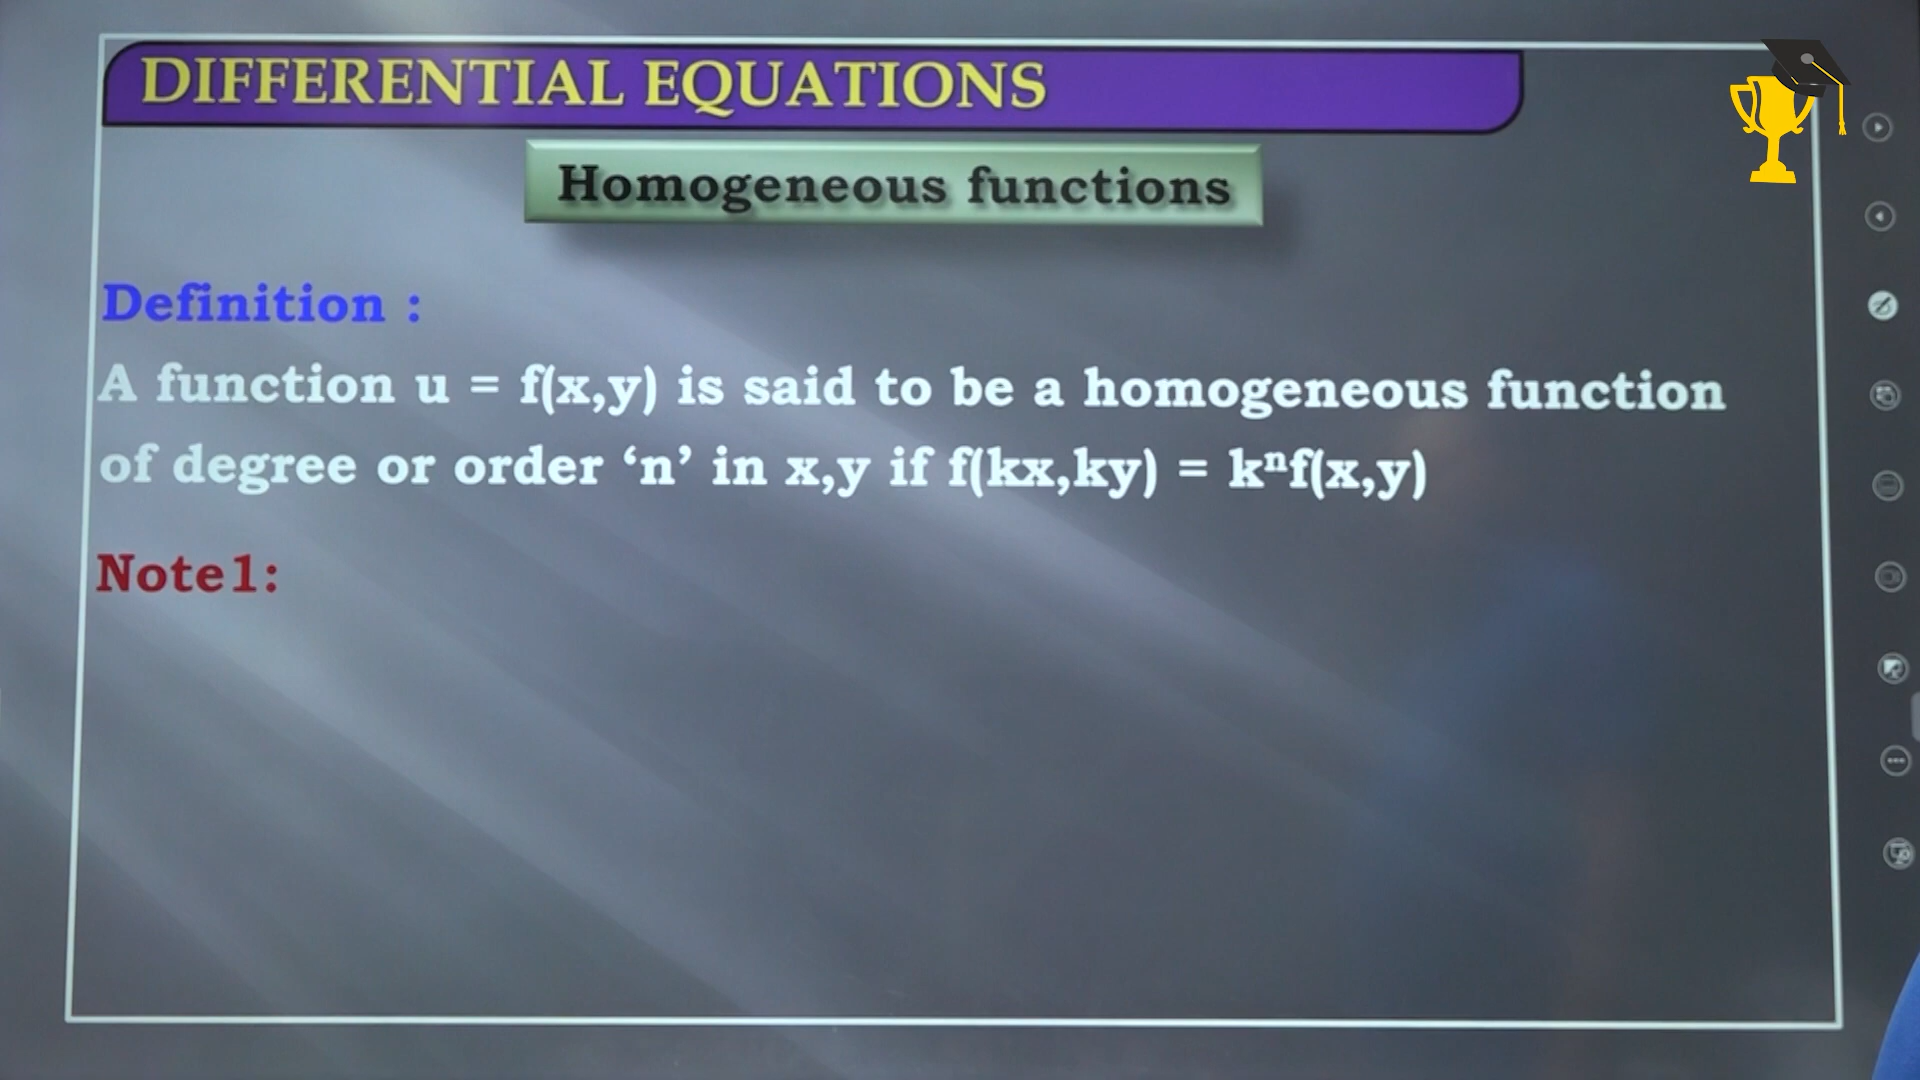 DIFFERENTIAL EQUATIONS
Homogeneous functions
Definition :
A function u = f(x,y) is said to be a homogeneous function
of degree or order ‘n’ in x,y if f(kx,ky) = kⁿf(x,y)
Note1: